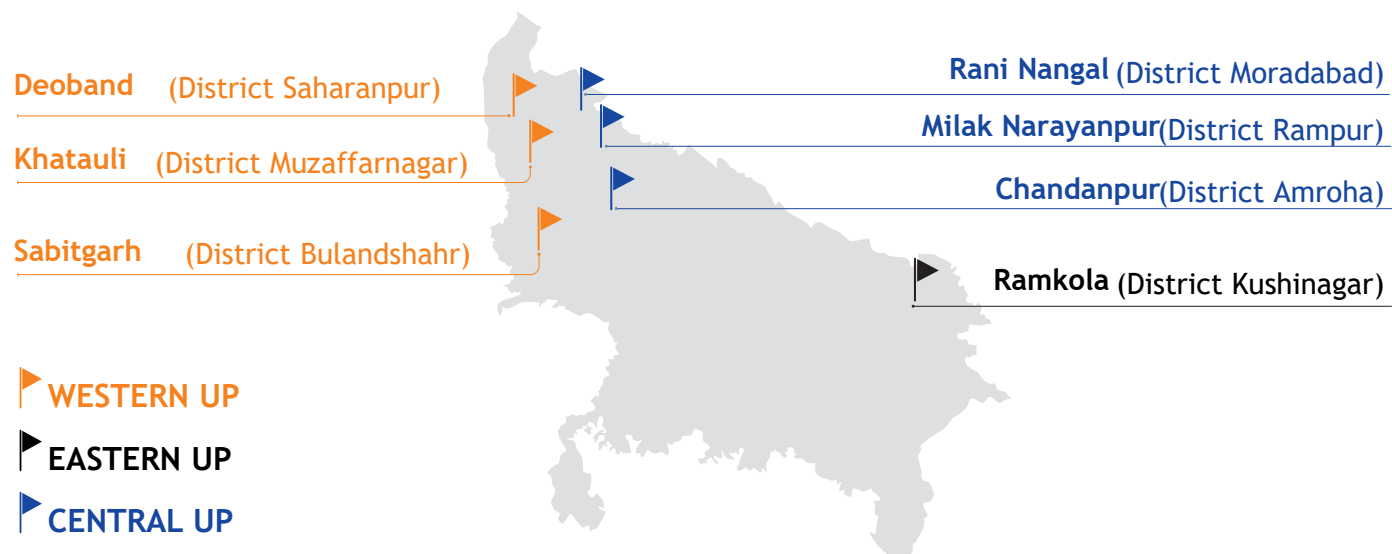 Deoband (District Saharanpur)
Khatauli (District Muzaffarnagar)
Sabitgarh (District Bulandshahr)
Rani Nangal (District Moradabad)
Milak Narayanpur(District Rampur)
Chandanpur(District Amroha)
Ramkola (District Kushinagar)
WESTERN UP
EASTERN UP
CENTRAL UP